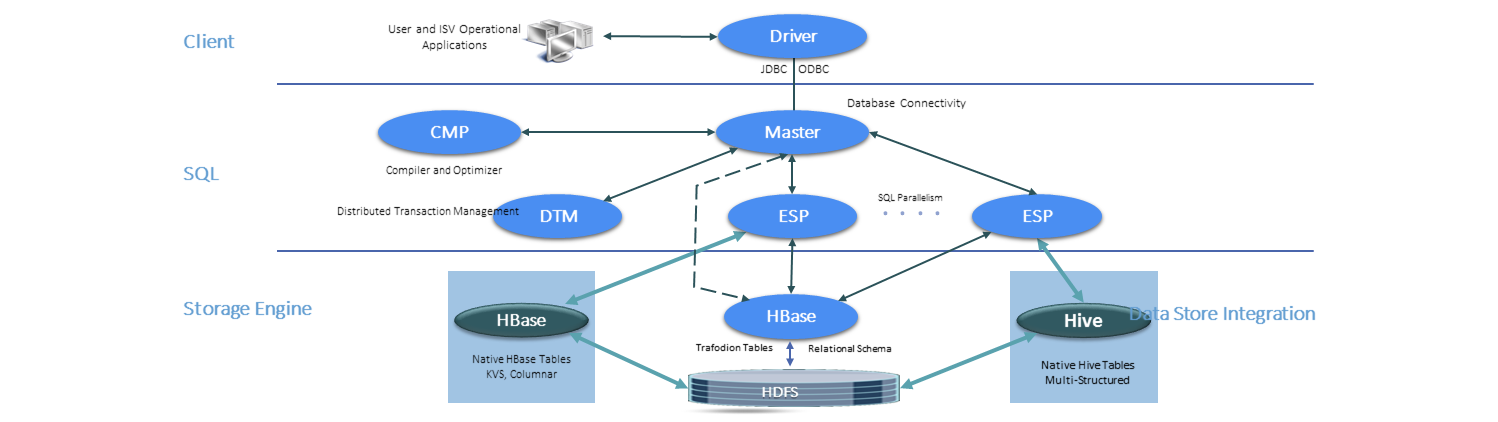 User and ISV Operational
Applications
Driver
Client
JDBC
ODBC
Database Connectivity
CMP
Master
Compiler and Optimizer
SQL
SQL Parallelism
Distributed Transaction Management
DTM
ESP
ESP
Storage Engine
HBase
HBase
Hive
Data Store Integration
Trafodion Tables
Relational Schema
Native HBase Tables
KVS, Columnar
Native Hive Tables
Multi-Structured
HDFS